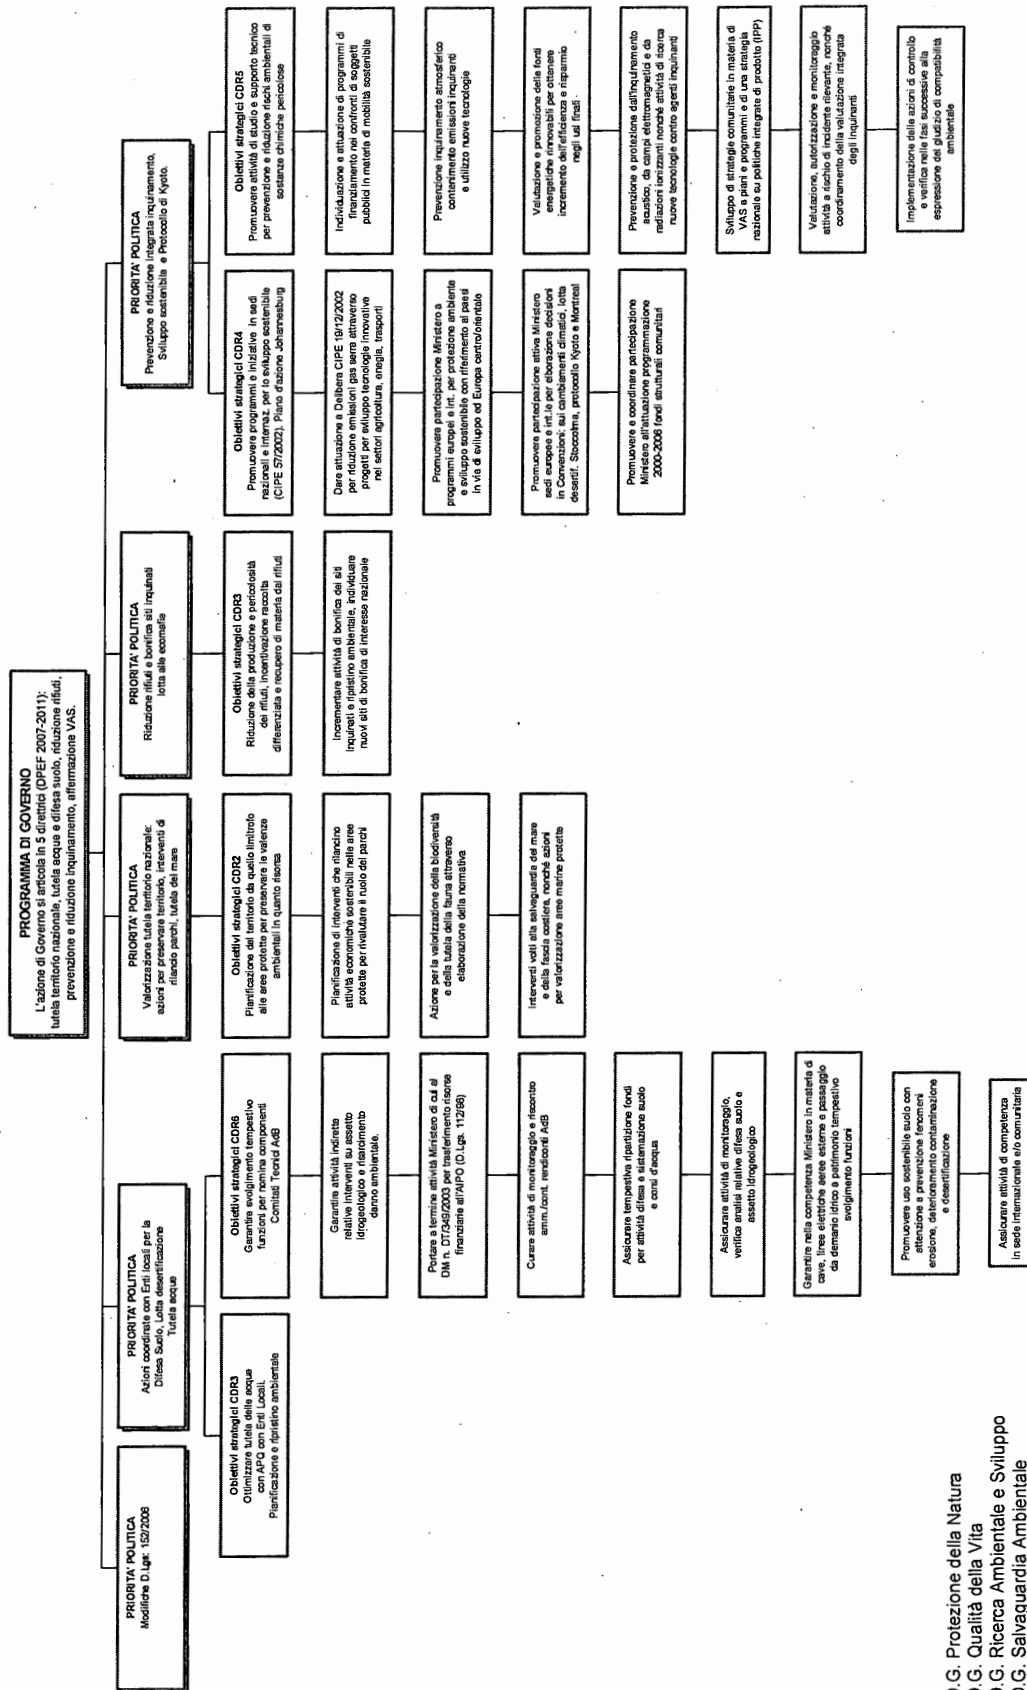 PROGRAMMA DI GOVERNO
L'azione di Governo si articola in 5 direttrici (DPEF 2007-2011):
tutela territorio nazionale, tutela acque e difesa suolo, riduzione rifiuti,
prevenzione e riduzione inquinamento, affermazione VAS.
PRIORITA' POLITICA
Modifiche D.Lgs. 152/2006
PRIORITA' POLITICA
Azioni coordinate con Enti locali per la
Difesa Suolo, Lotta desertificazione
Tutela acque
Obiettivi strategici CDR3
Ottimizzare tutela delle acque
con APQ con Enti Locali.
Pianificazione e ripristino ambientale
Obiettivi strategici CDR6
Garantire svolgimento tempestivo
funzioni per nomina componenti
Comitati Tecnici AdB
Garantire attività indirette
relative interventi su assetto
idrogeologico e risarcimento
danno ambientale.
Portare a termine attività Ministero di cui al
DM n. DT/349/2003 per trasferimento risorse
finanziarie all'AIPO (D.Lgs. 112/98)
Curare attività di monitoraggio e riscontro
amm./cont. rendiconti AdB
Assicurare tempestiva ripartizione fondi
per attività difesa e sistemazione suolo
e corsi d'acqua
Assicurare attività di monitoraggio,
verifica analisi relative difesa suolo e
assetto idrogeologico
Garantire nella competenza Ministero in materia di
cave, linee elettriche aeree esterne e passaggio
da demanio idrico a patrimonio tempestivo
svolgimento funzioni
Promuovere uso sostenibile suolo con
attenzione a prevenzione fenomeni
erosione, deterioramento contaminazione
e desertificazione
Assicurare attività di competenza
in sede internazionale e/o comunitaria
PRIORITA' POLITICA
Valorizzazione tutela territorio nazionale:
azioni per preservare territorio, interventi di
rilancio parchi, tutela del mare
Obiettivi strategici CDR2
Pianificazione del territorio da quello limitrofo
alle aree protette per preservare le valenze
ambientali in quanto risorsa
Pianificazione di interventi che rilancino
attività economiche sostenibili nelle aree
protette per rivalutare il ruolo dei parchi
Azione per la valorizzazione della biodiversità
e della tutela della fauna attraverso
elaborazione della normativa
Interventi volti alla salvaguardia del mare
e della fascia costiera, nonché azioni
per valorizzazione aree marine protette
PRIORITA' POLITICA
Riduzione rifiuti e bonifica siti inquinati
lotta alle ecomafie
Obiettivi strategici CDR3
Riduzione della produzione e pericolosità
dei rifiuti, incentivazione raccolta
differenziata e recupero di materia dai rifiuti
Incrementare attività di bonifica dei siti
inquinati e ripristino ambientale, individuare
nuovi siti di bonifica di interesse nazionale
PRIORITA' POLITICA
Prevenzione e riduzione integrata inquinamento,
Sviluppo sostenibile e Protocollo di Kyoto.
Obiettivi strategici CDR4
Promuovere programmi e iniziative in sedi
nazionali e internaz. per lo sviluppo sostenibile
(CIPE 57/2002). Piano d'azione Johannesburg
Dare attuazione a Delibera CIPE 19/12/2002
per riduzione emissioni gas serra attraverso
progetti per sviluppo tecnologie innovative
nei settori agricoltura, enegia, trasporti
Promuovere partecipazione Ministero a
programmi europei e int. per protezione ambiente
e sviluppo sostenibile con riferimento ai paesi
in via di sviluppo ed Europa centro/orientale
Promuovere partecipazione attiva Ministero
sedi europee e int.le per elborazione decisioni
in Convenzioni: sui cambiamenti climatici, lotta
desertif. Stoccolma, protocollo Kyoto e Montreal
Promuovere e coordinare partecipazione
Ministero all'attuazione programmazione
2000-2006 fondi strutturali comunitari
Obiettivi strategici CDR5
Promuovere attività di studio e supporto tecnico
per prevenzione e riduzione rischi ambientali di
sostanze chimiche pericolose
Individuazione e attuazione di programmi di
finanziamento nei confronti di soggetti
pubblici in materia di mobilità sostenibile
Prevenzione inquinamento atmosferico
contenimento emissioni inquinanti
e utilizzo nuove tecnologie
Valutazione e promozione delle fonti
energetiche rinnovabili per ottenere
incremento dell'efficienza e risparmio
negli usi finali
Prevenzione e protezione dall'inquinamento
acustico, da campi elettromagnetici e da
radiazioni ionizzanti nonché attività di ricerca
nuove tecnologie contro agenti inquinanti
Sviluppo di strategie comunitarie in materia di
VAS a piani e programmi e di una strategia
nazionale su politiche integrate di prodotto (IPP)
Valutazione, autorizzazione e monitoraggio
attività a rischio di incidente rilevante, nonché
coordinamento della valutazione integrata
degli inquinanti
Implementazione delle azioni di controllo
e verifica nelle fasi successive alla
espressione del giudizio di compatibilità
ambientale
D.G. Protezione della Natura
D.G. Qualità della Vita
D.G. Ricerca Ambientale e Sviluppo
D.G. Salvaguardia Ambientale